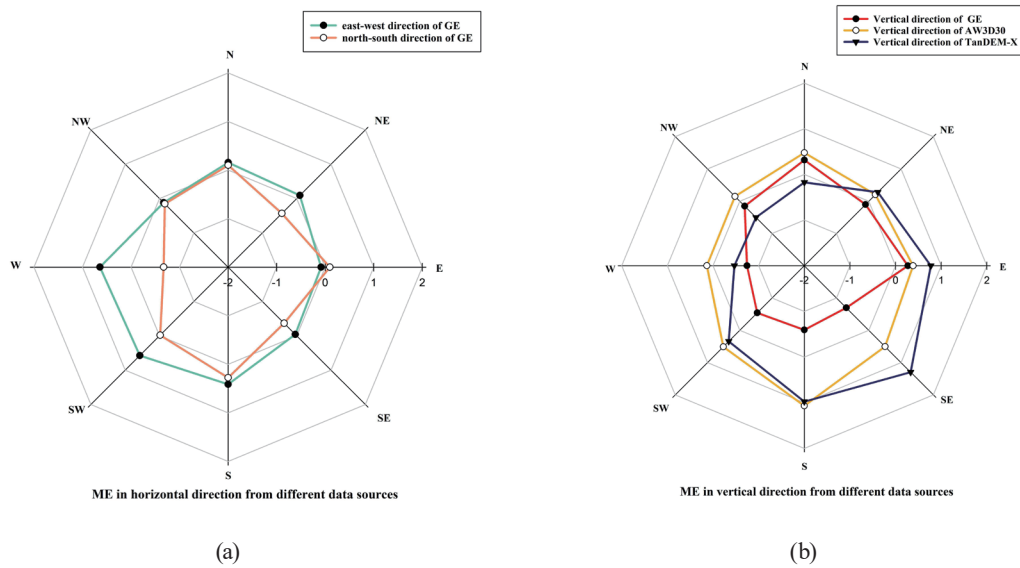 east-west direction of GE
north-south direction of GE
N
NW
NE
W
-2
-1
0
1
2
E
SW
SE
S
ME in horizontal direction from different data sources
(a)
Vertical direction of GE
Vertical direction of AW3D30
Vertical direction of TanDEM-X
N
NW
NE
W
-2
-1
0
1
2
E
SW
SE
S
ME in vertical direction from different data sources
(b)